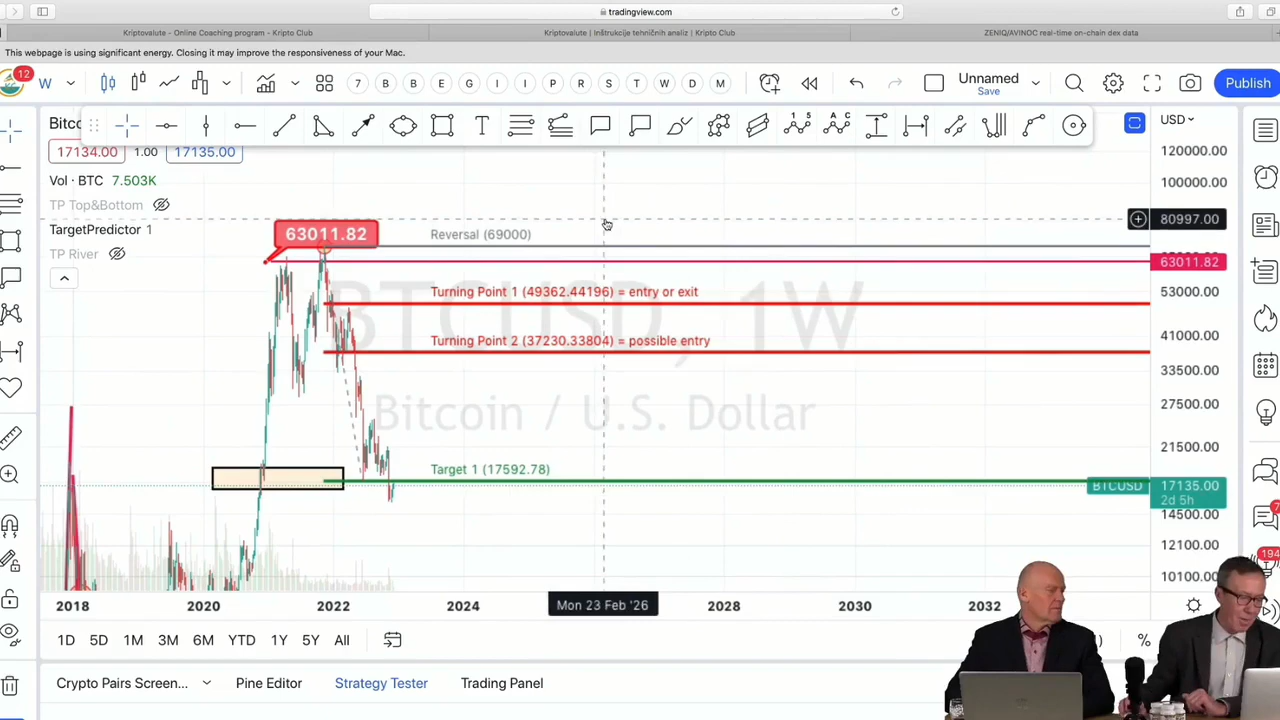 tradingview.com
Kriptovalute - Online Coaching program - Kripto Club
Kriptovalute | Inštrukcije tehničnih analiz | Kripto Club
ZENIQ/AVINOC real-time on-chain dex data
This webpage is using significant energy. Closing it may improve the responsiveness of your Mac.
12
W
7 B B E G I I P R S T W D M
Unnamed
Save
Publish
Bitc
T
USD
17134.00 1.00 17135.00
Vol · BTC 7.503K
TP Top&Bottom
TargetPredictor 1
TP River
63011.82
Reversal (69000)
Turning Point 1 (49362.44196) = entry or exit
Turning Point 2 (37230.33804) = possible entry
Target 1 (17592.78)
BTCUSD, 1W
Bitcoin / U.S. Dollar
120000.00
100000.00
80997.00
63011.82
53000.00
41000.00
33500.00
27500.00
21500.00
BTCUSD 17135.00
2d 5h
14500.00
12100.00
10100.00
2018 2020 2022 2024 Mon 23 Feb '26 2028 2030 2032
1D 5D 1M 3M 6M YTD 1Y 5Y All
%
Crypto Pairs Screen... Pine Editor Strategy Tester Trading Panel
7
194